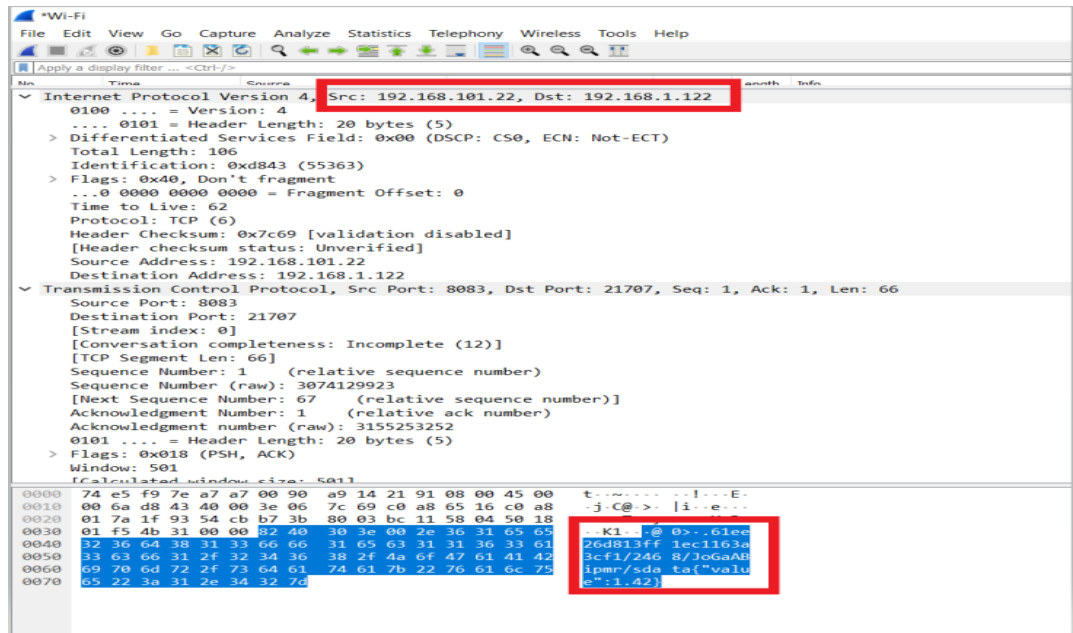 *Wi-Fi
File Edit View Go Capture Analyze Statistics Telephony Wireless Tools Help
Apply a display filter ... <Ctrl-/>
No. Time Source Length Info
Internet Protocol Version 4, Src: 192.168.101.22, Dst: 192.168.1.122
0100 .... = Version: 4
.... 0101 = Header Length: 20 bytes (5)
> Differentiated Services Field: 0x00 (DSCP: CS0, ECN: Not-ECT)
Total Length: 106
Identification: 0xd843 (55363)
> Flags: 0x40, Don't fragment
...0 0000 0000 0000 = Fragment Offset: 0
Time to Live: 62
Protocol: TCP (6)
Header Checksum: 0x7c69 [validation disabled]
[Header checksum status: Unverified]
Source Address: 192.168.101.22
Destination Address: 192.168.1.122
Transmission Control Protocol, Src Port: 8083, Dst Port: 21707, Seq: 1, Ack: 1, Len: 66
Source Port: 8083
Destination Port: 21707
[Stream index: 0]
[Conversation completeness: Incomplete (12)]
[TCP Segment Len: 66]
Sequence Number: 1 (relative sequence number)
Sequence Number (raw): 3074129923
[Next Sequence Number: 67 (relative sequence number)]
Acknowledgment Number: 1 (relative ack number)
Acknowledgment number (raw): 3155253252
0101 .... = Header Length: 20 bytes (5)
> Flags: 0x018 (PSH, ACK)
Window: 501
[Calculated window size: 501]
0000 74 e5 f9 7e a7 a7 00 90 a9 14 21 91 08 00 45 00 t··~···· ··!···E·
0010 00 6a d8 43 40 00 3e 06 7c 69 c0 a8 65 16 c0 a8 ·j·C@·>· |i··e···
0020 01 7a 1f 93 54 cb b7 3b 80 03 bc 11 58 04 50 18
0030 01 f5 4b 31 00 00 82 40 30 3e 00 2e 36 31 65 65 ··K1···@ 0>·.61ee
0040 32 36 64 38 31 33 66 66 31 65 63 31 31 36 33 61 26d813ff 1ec1163a
0050 33 63 66 31 2f 32 34 36 38 2f 4a 6f 47 61 41 42 3cf1/246 8/JoGaAB
0060 69 70 6d 72 2f 73 64 61 74 61 7b 22 76 61 6c 75 ipmr/sda ta{"valu
0070 65 22 3a 31 2e 34 32 7d e":1.42}